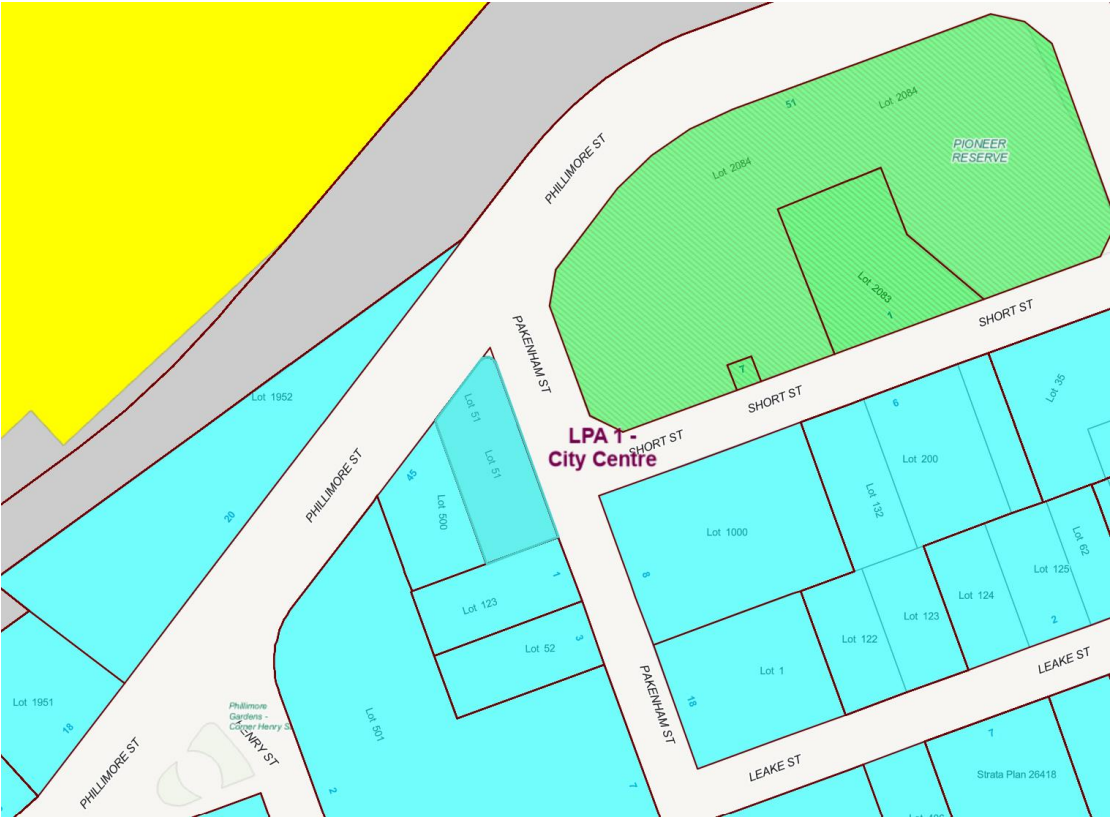 Lot 2084
51
PHILLIMORE ST
PIONEER
RESERVE
Lot 2084
Lot 2083
1
SHORT ST
PAKENHAM ST
7
SHORT ST
Lot 1952
Lot 51
Lot 35
6
LPA 1 -
City Centre
SHORT ST
Lot 51
45
Lot 200
PHILLIMORE ST
Lot 500
Lot 132
20
Lot 1000
Lot 62
1
8
Lot 125
Lot 123
Lot 124
Lot 123
2
3
Lot 52
Lot 122
LEAKE ST
Lot 1
PAKENHAM ST
18
Lot 1951
18
Phillimore
Gardens -
Corner Henry S
HENRY ST
Lot 501
7
PHILLIMORE ST
LEAKE ST
Strata Plan 26418
2
7